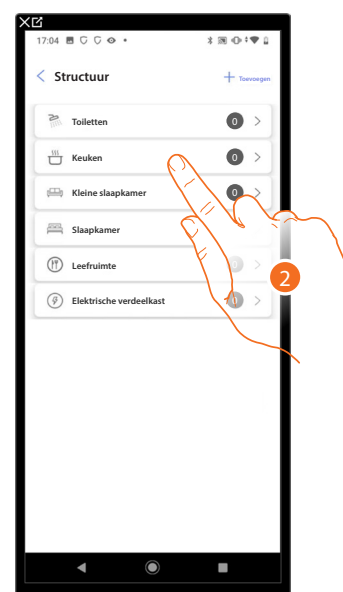 17:04
Structuur
Toevoegen
Toiletten 0
Keuken 0
Kleine slaapkamer 0
Slaapkamer
Leefruimte
Elektrische verdeelkast
2